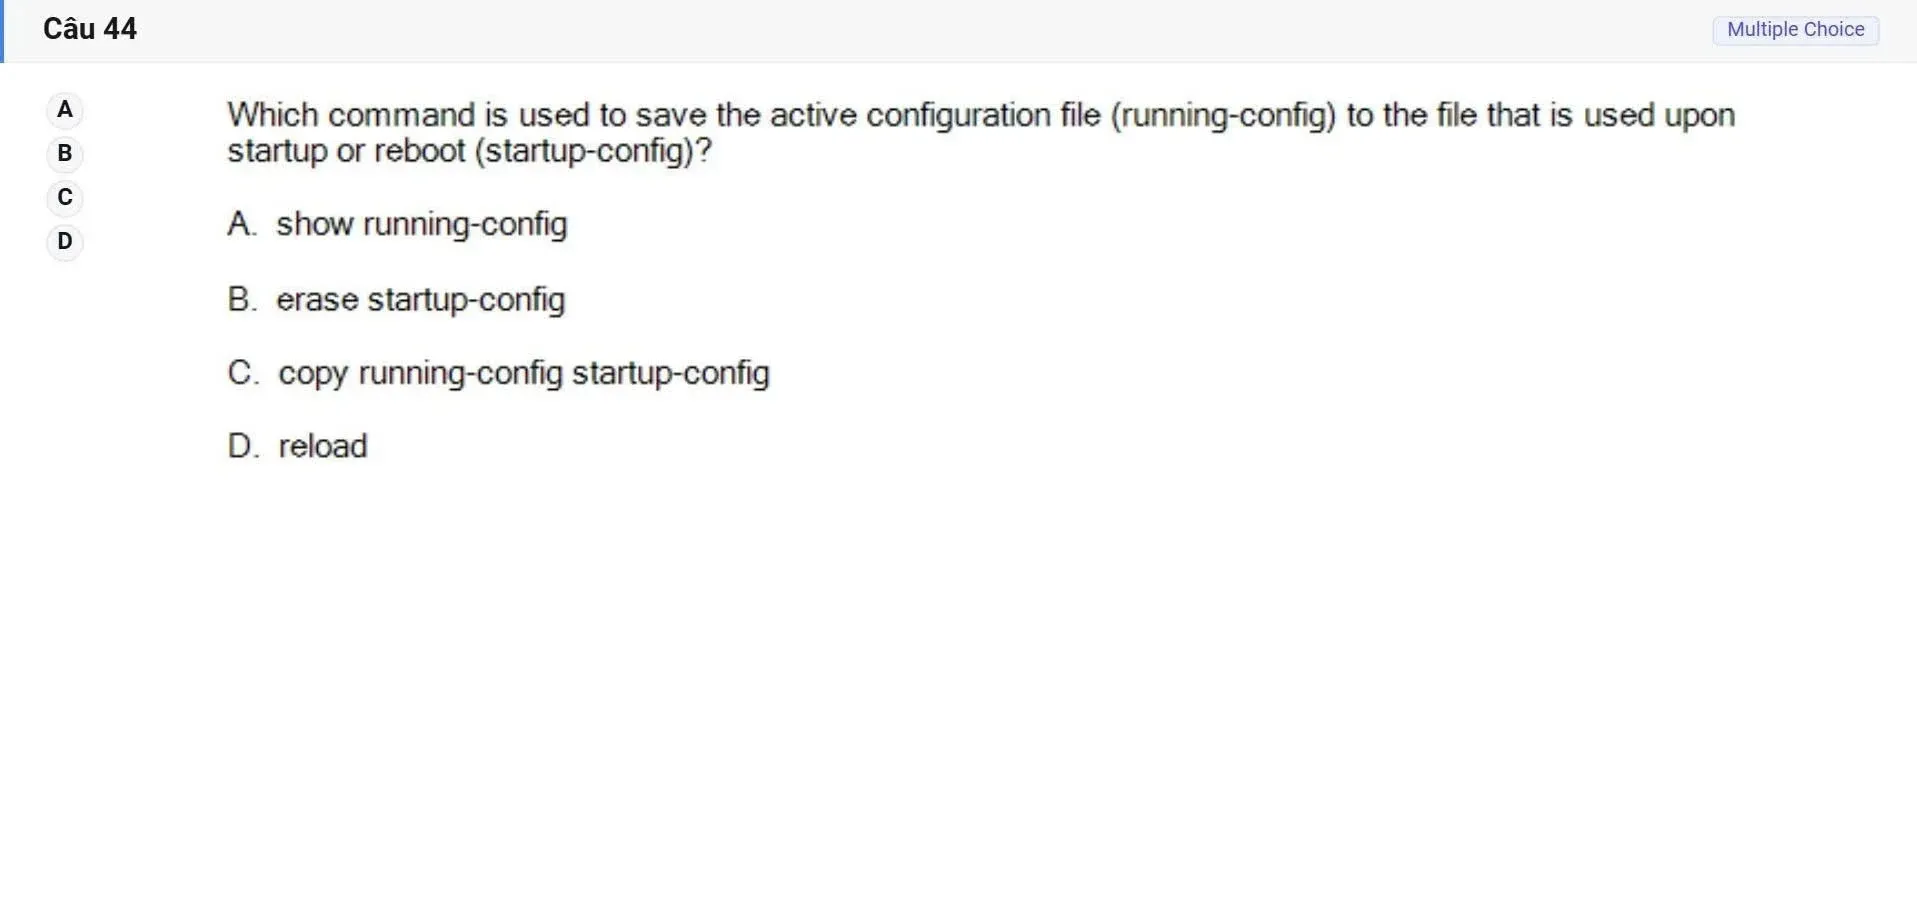 Câu 44
Multiple Choice
A
B
C
D
Which command is used to save the active configuration file (running-config) to the file that is used upon
startup or reboot (startup-config)?
A. show running-config
B. erase startup-config
C. copy running-config startup-config
D. reload